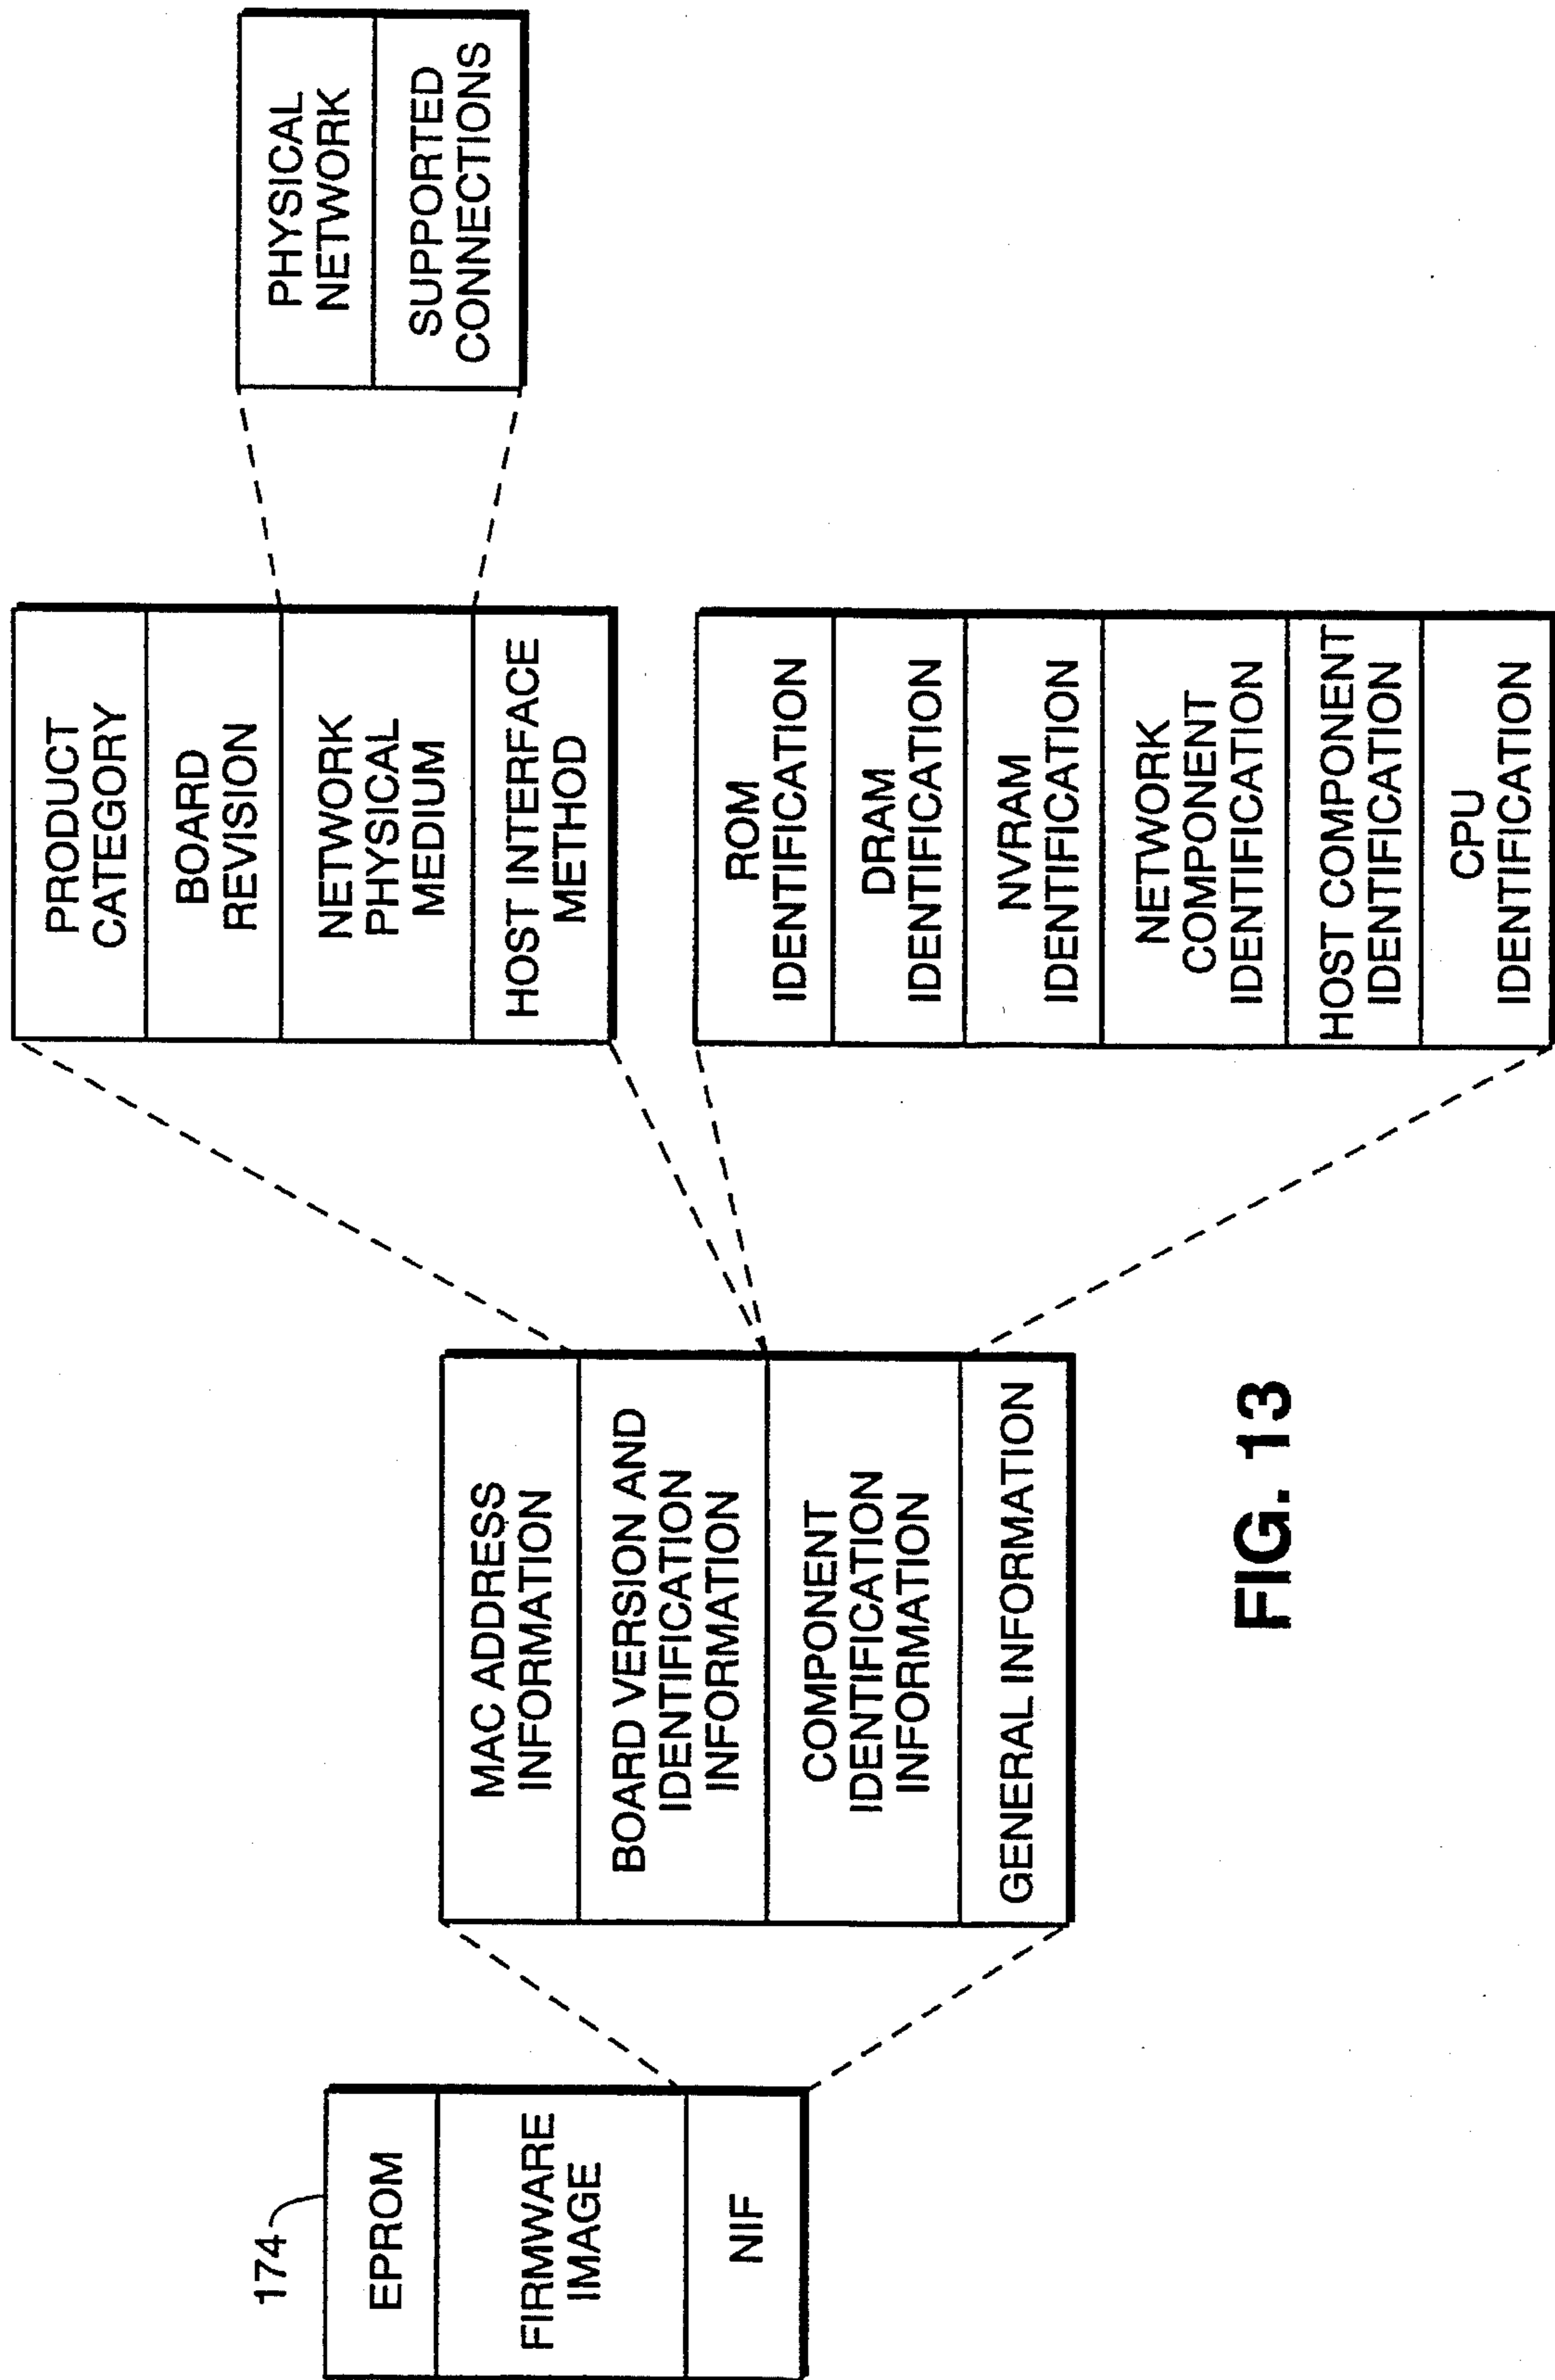 174
EPROM
FIRMWARE
IMAGE
NIF
MAC ADDRESS
INFORMATION
BOARD VERSION AND
IDENTIFICATION
INFORMATION
COMPONENT
IDENTIFICATION
INFORMATION
GENERAL INFORMATION
PRODUCT
CATEGORY
BOARD
REVISION
NETWORK
PHYSICAL
MEDIUM
HOST INTERFACE
METHOD
ROM
IDENTIFICATION
DRAM
IDENTIFICATION
NVRAM
IDENTIFICATION
NETWORK
COMPONENT
IDENTIFICATION
HOST COMPONENT
IDENTIFICATION
CPU
IDENTIFICATION
PHYSICAL
NETWORK
SUPPORTED
CONNECTIONS
FIG. 13